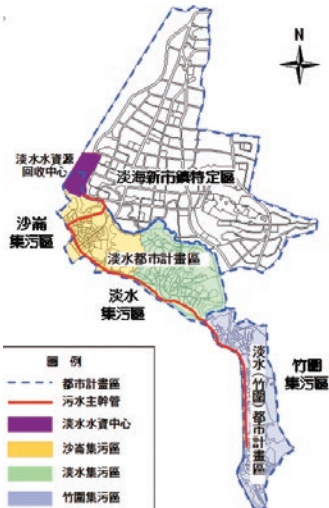 N
淡水水資源
回收中心
淡海新市鎮特定區
沙崙
集污區
淡水都市計畫區
淡水
集污區
竹圍
集污區
淡水(竹圍)都市計畫區
圖例
都市計畫區
污水主幹管
淡水水資中心
沙崙集污區
淡水集污區
竹圍集污區